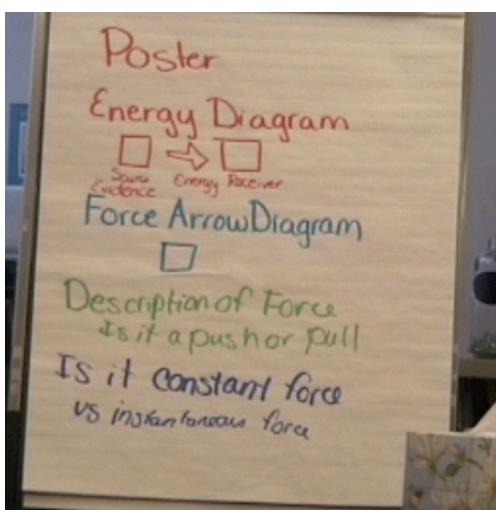 Poster
Energy Diagram
Source Energy Receiver
Evidence
Force Arrow Diagram
Description of Force
Is it a push or pull
Is it constant force
vs instantaneous force